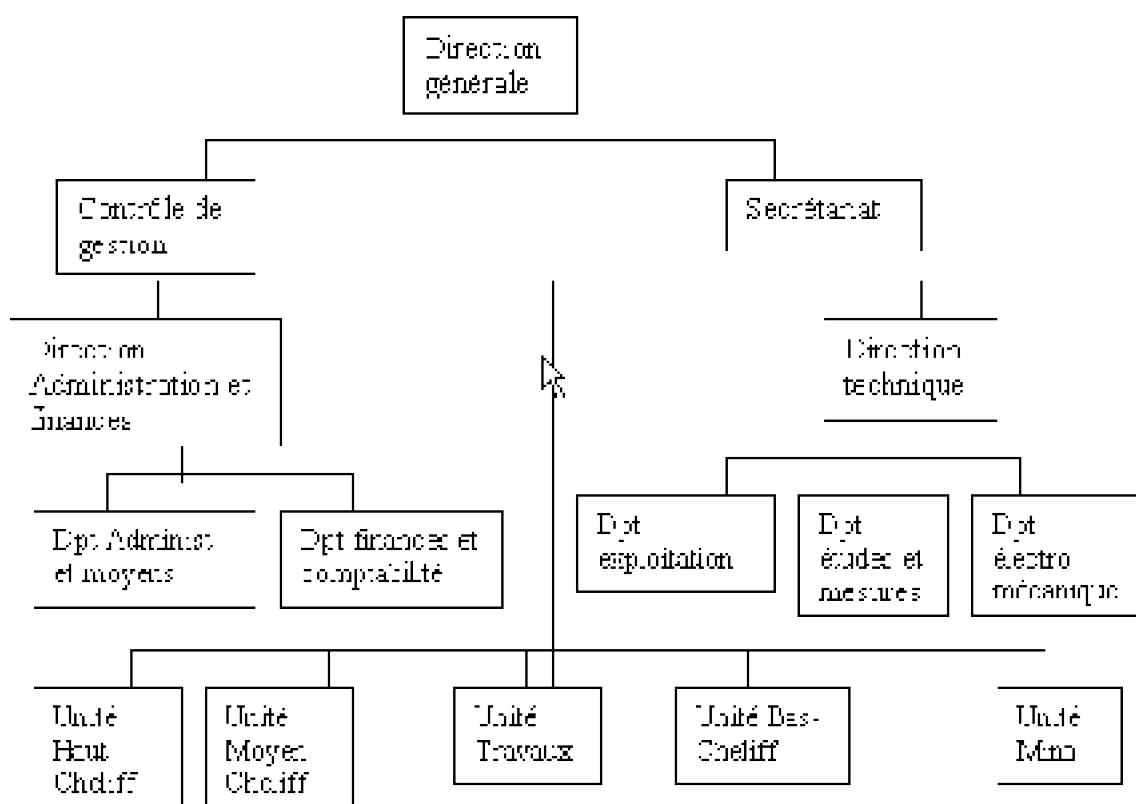 Direction
générale
Contrôle de
gestion
Secrétariat
Direction
Administration et
finances
Direction
technique
Dpt Administ
et moyens
Dpt finances et
comptabilité
Dpt
exploitation
Dpt
études et
mesures
Dpt
électro
mécanique
Unité
Haut
Cheliff
Unité
Moyen
Cheliff
Unité
Travaux
Unité Bas-
Cheliff
Unité
Mina